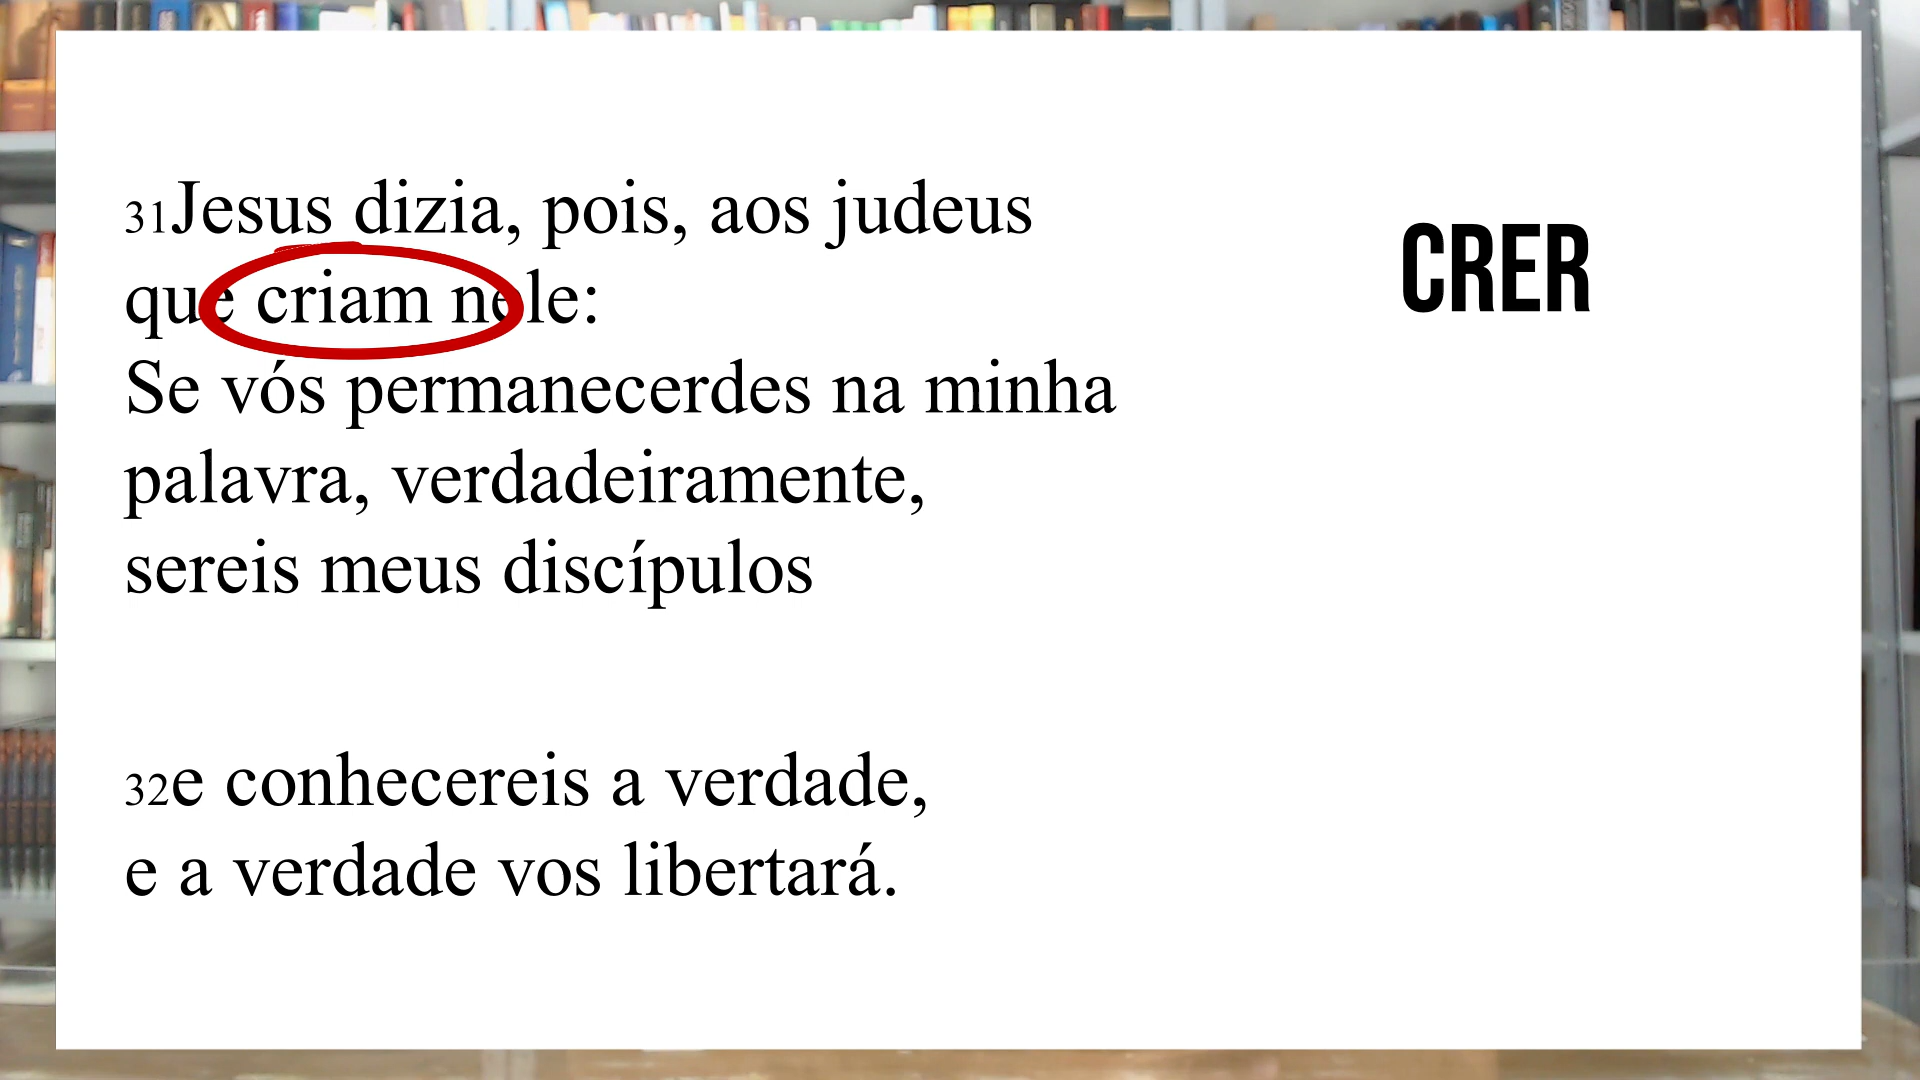 31Jesus dizia, pois, aos judeus
que criam nele:
Se vós permanecerdes na minha
palavra, verdadeiramente,
sereis meus discípulos
32e conhecereis a verdade,
e a verdade vos libertará.
CRER